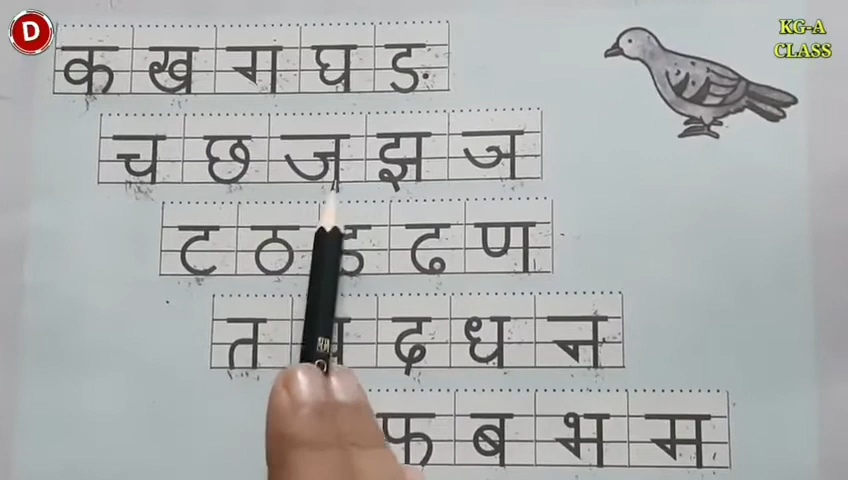 D
KG-A
CLASS
क ख ग घ ङ
च छ ज झ ञ
ट ठ ड ढ ण
त थ द ध न
फ ब भ म